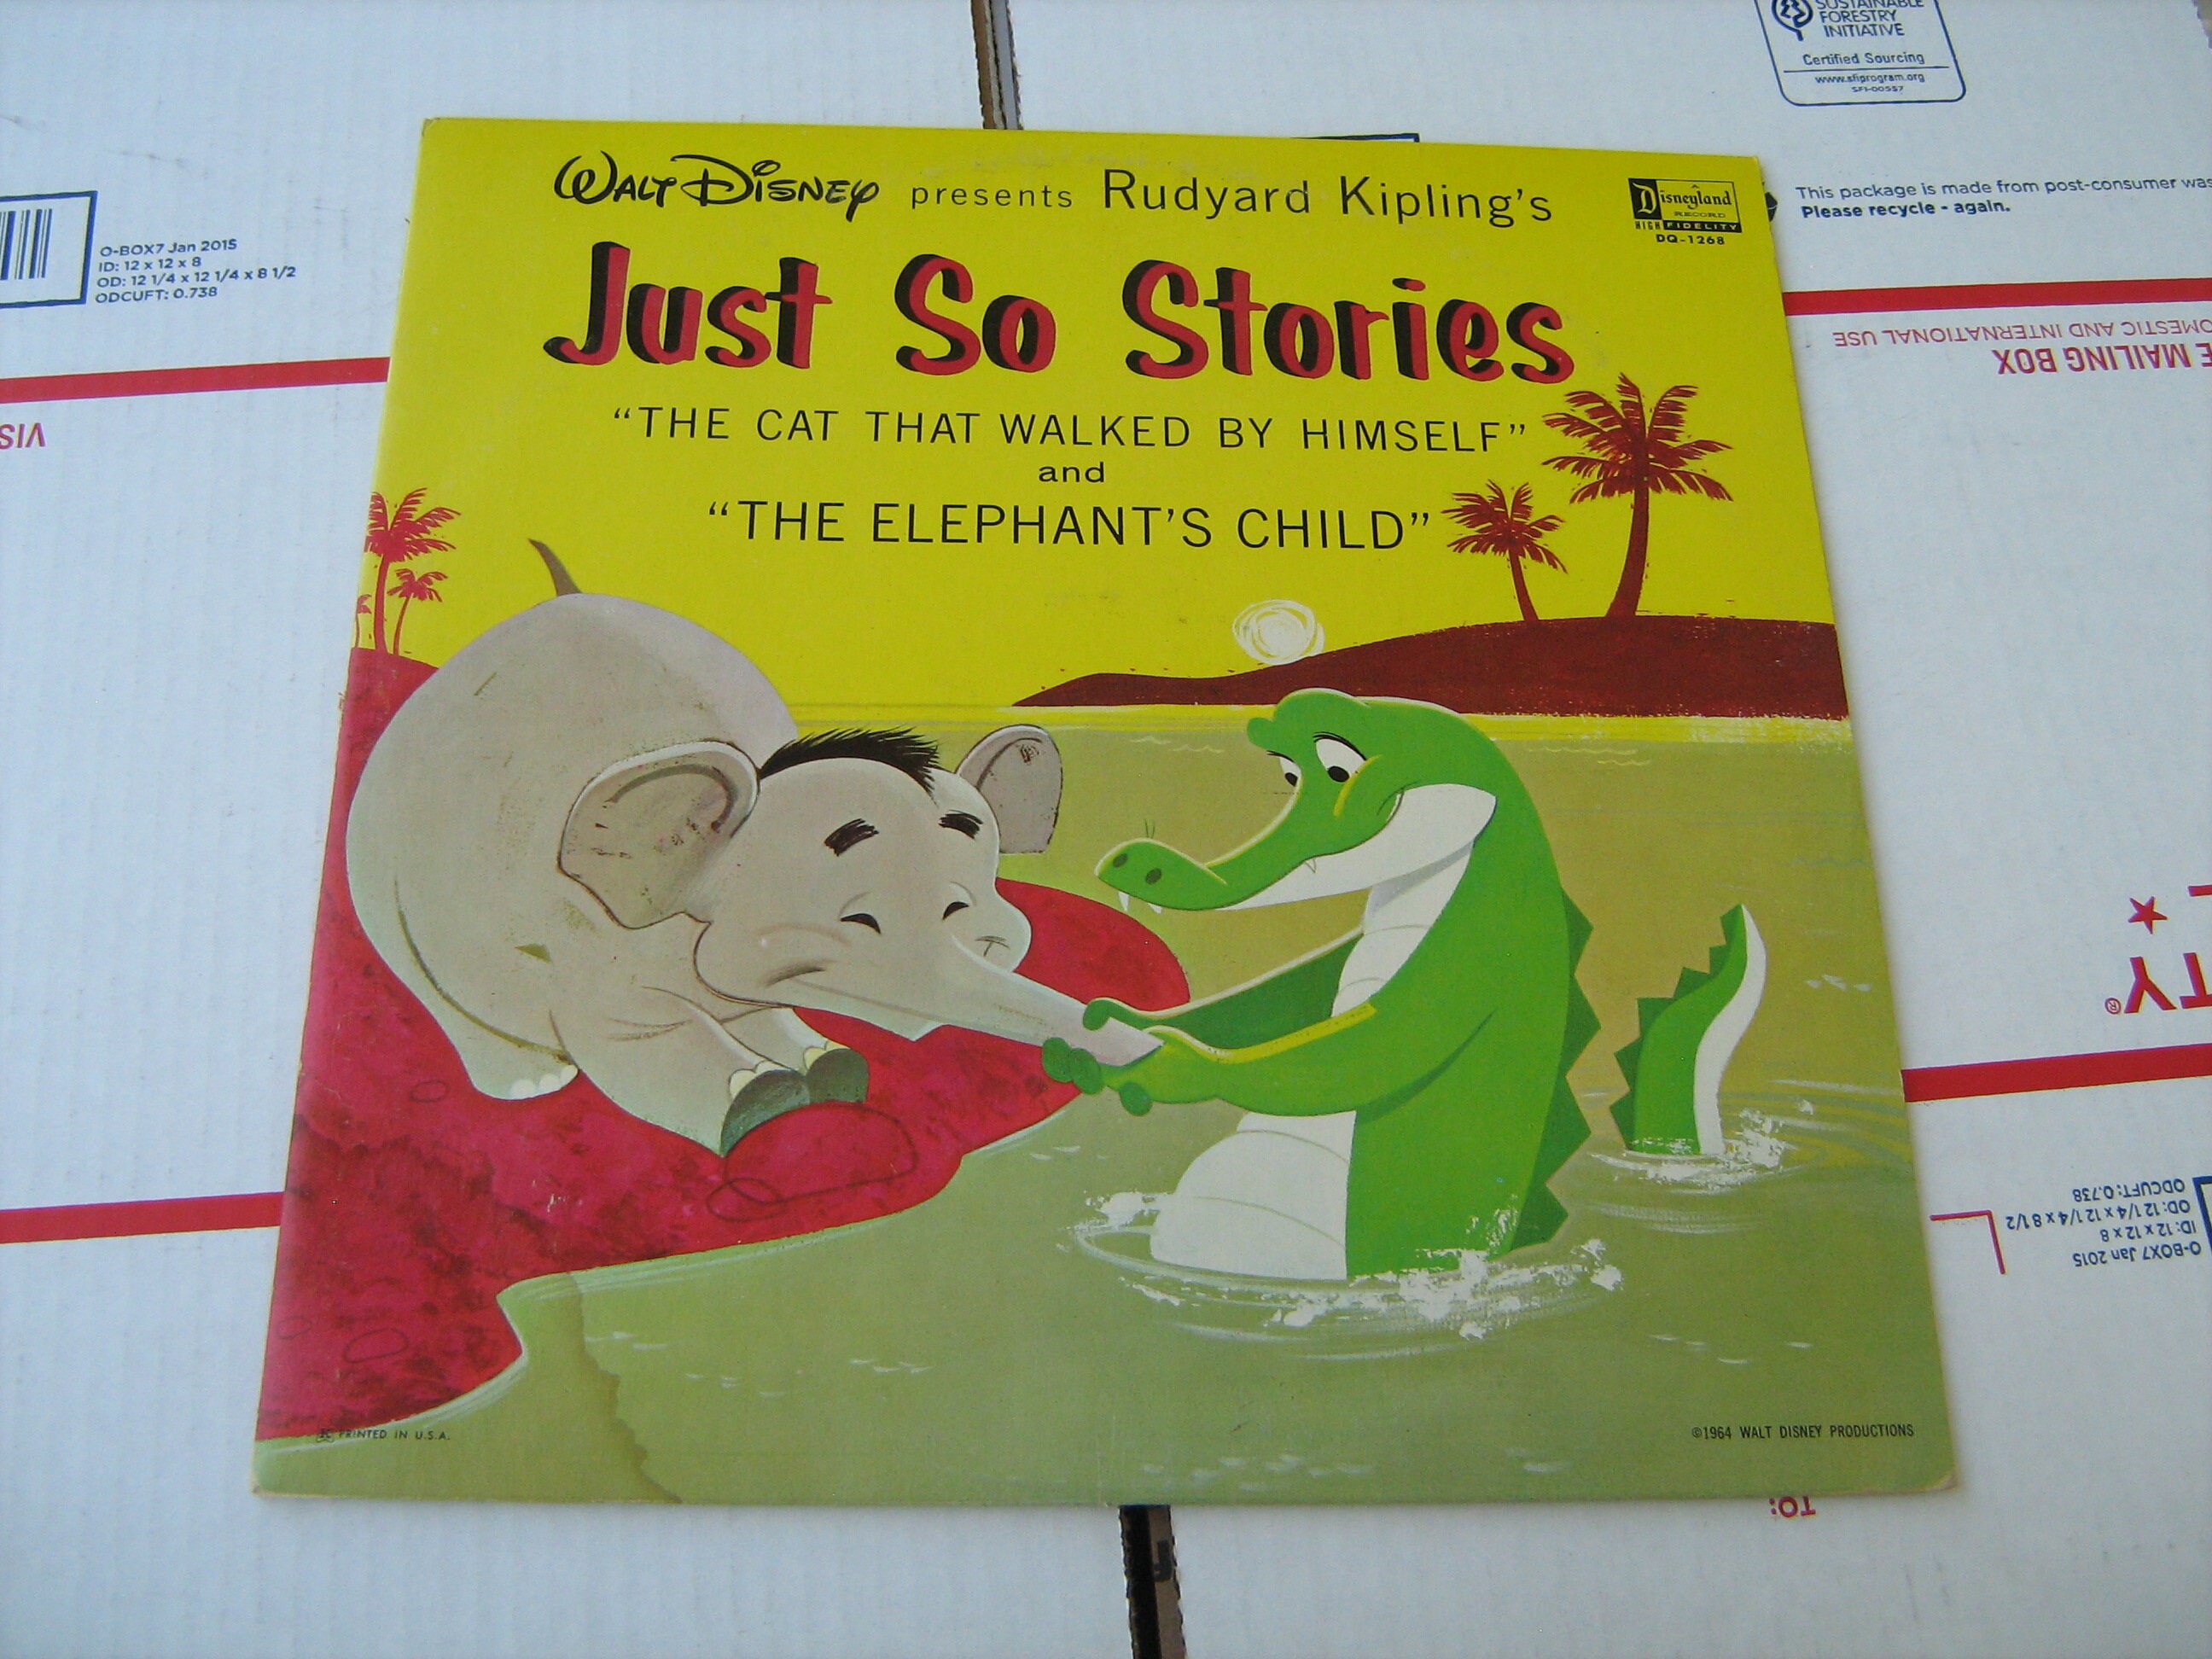 SUSTAINABLE
FORESTRY
INITIATIVE
Certified Sourcing
www.sfiprogram.org
SFI-00557
This package is made from post-consumer
Please recycle - again.
O-BOX7 Jan 2015
ID: 12 x 12 x 8
OD: 12 1/4 x 12 1/4 x 8 1/2
ODCUFT: 0.738
WALT DISNEY presents Rudyard Kipling's
Disneyland
RECORD
HIGH FIDELITY
DQ-1268
Just So Stories
"THE CAT THAT WALKED BY HIMSELF"
and
"THE ELEPHANT'S CHILD"
PRINTED IN U.S.A.
©1964 WALT DISNEY PRODUCTIONS
MAILING BOX
AND INTERNATIONAL USE
O-BOX7 Jan 2015
ID: 12 x 12 x 8
OD: 12 1/4 x 12 1/4 x 8 1/2
ODCUFT: 0.738
TO: